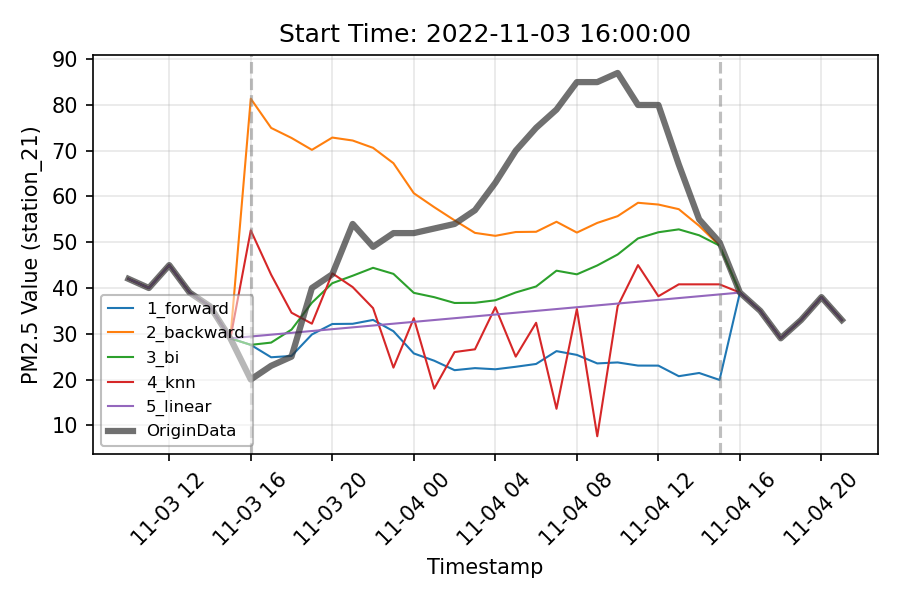 Start Time: 2022-11-03 16:00:00
PM2.5 Value (station_21)
90
80
70
60
50
40
30
20
10
1_forward
2_backward
3_bi
4_knn
5_linear
OriginData
11-03 12
11-03 16
11-03 20
11-04 00
11-04 04
11-04 08
11-04 12
11-04 16
11-04 20
Timestamp